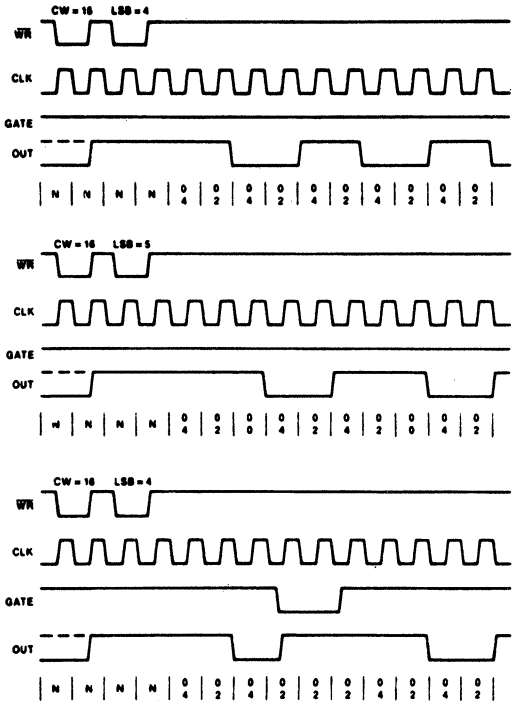 CW = 16 LSB = 4
WR
CLK
GATE
OUT
N N N N 0 0 0 0 0 0 0 0 0 0
4 2 4 2 4 2 4 2 4 2
CW = 16 LSB = 5
WR
CLK
GATE
OUT
N N N N 0 0 0 0 0 0 0 0 0 0
4 2 0 4 2 4 2 0 4 2
CW = 16 LSB = 4
WR
CLK
GATE
OUT
N N N N 0 0 0 0 0 0 0 0 0 0
4 2 4 2 2 2 4 2 4 2